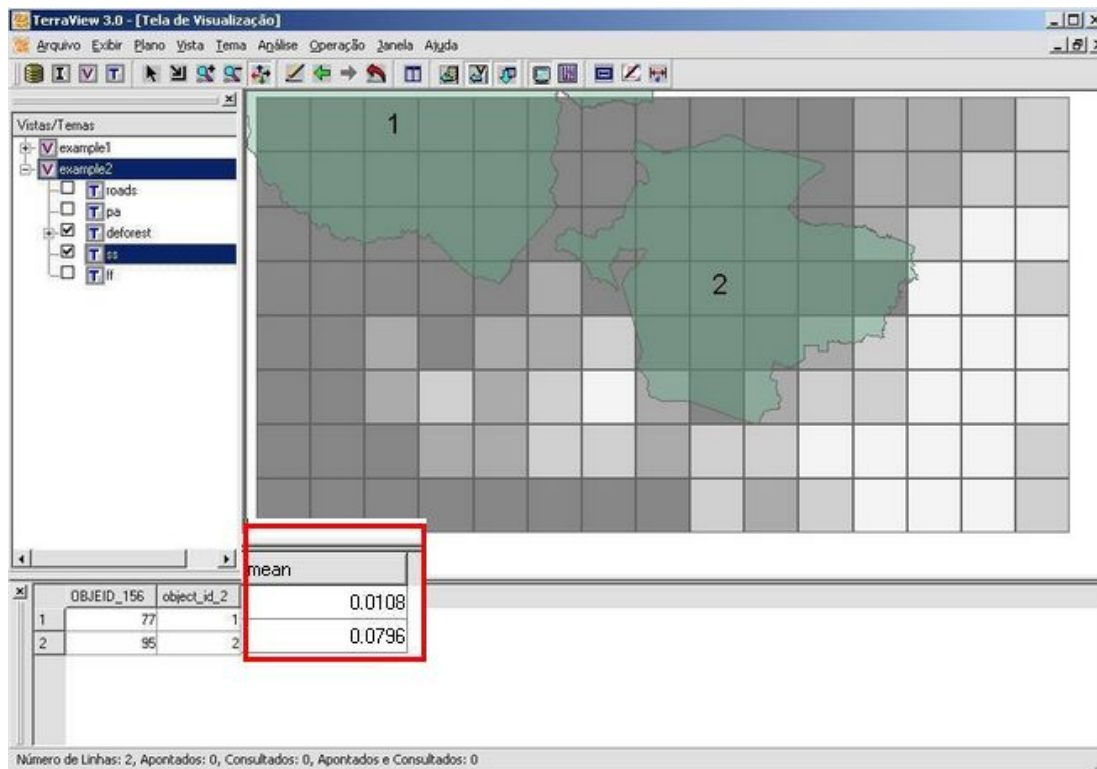 TerraView 3.0 - [Tela de Visualização]
Arquivo Exibir Plano Vista Tema Análise Operação Janela Ajuda
I V T
Vistas/Temas
V example1
V example2
T roads
T pa
T deforest
T ss
T ff
1
2
mean
0.0108
0.0796
OBJEID_156 object_id_2
1 77 1
2 95 2
Número de Linhas: 2, Apontados: 0, Consultados: 0, Apontados e Consultados: 0